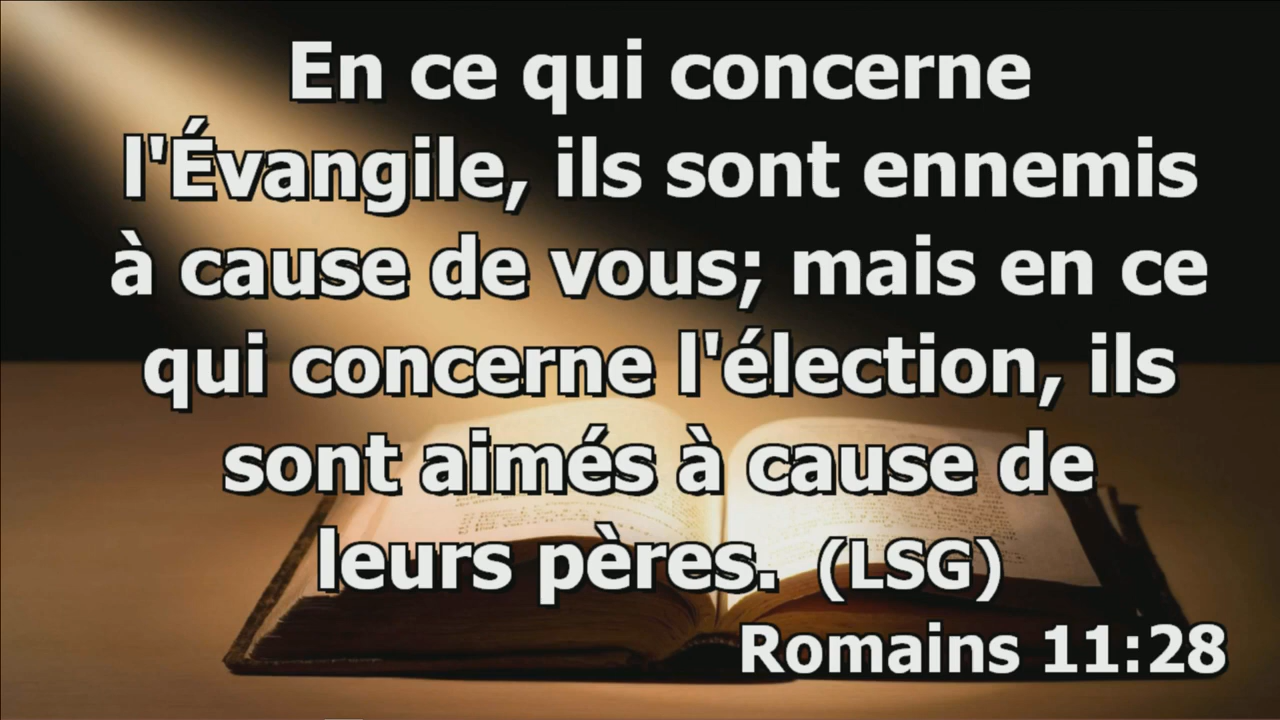 En ce qui concerne
l'Évangile, ils sont ennemis
à cause de vous; mais en ce
qui concerne l'élection, ils
sont aimés à cause de
leurs pères. (LSG)
Romains 11:28